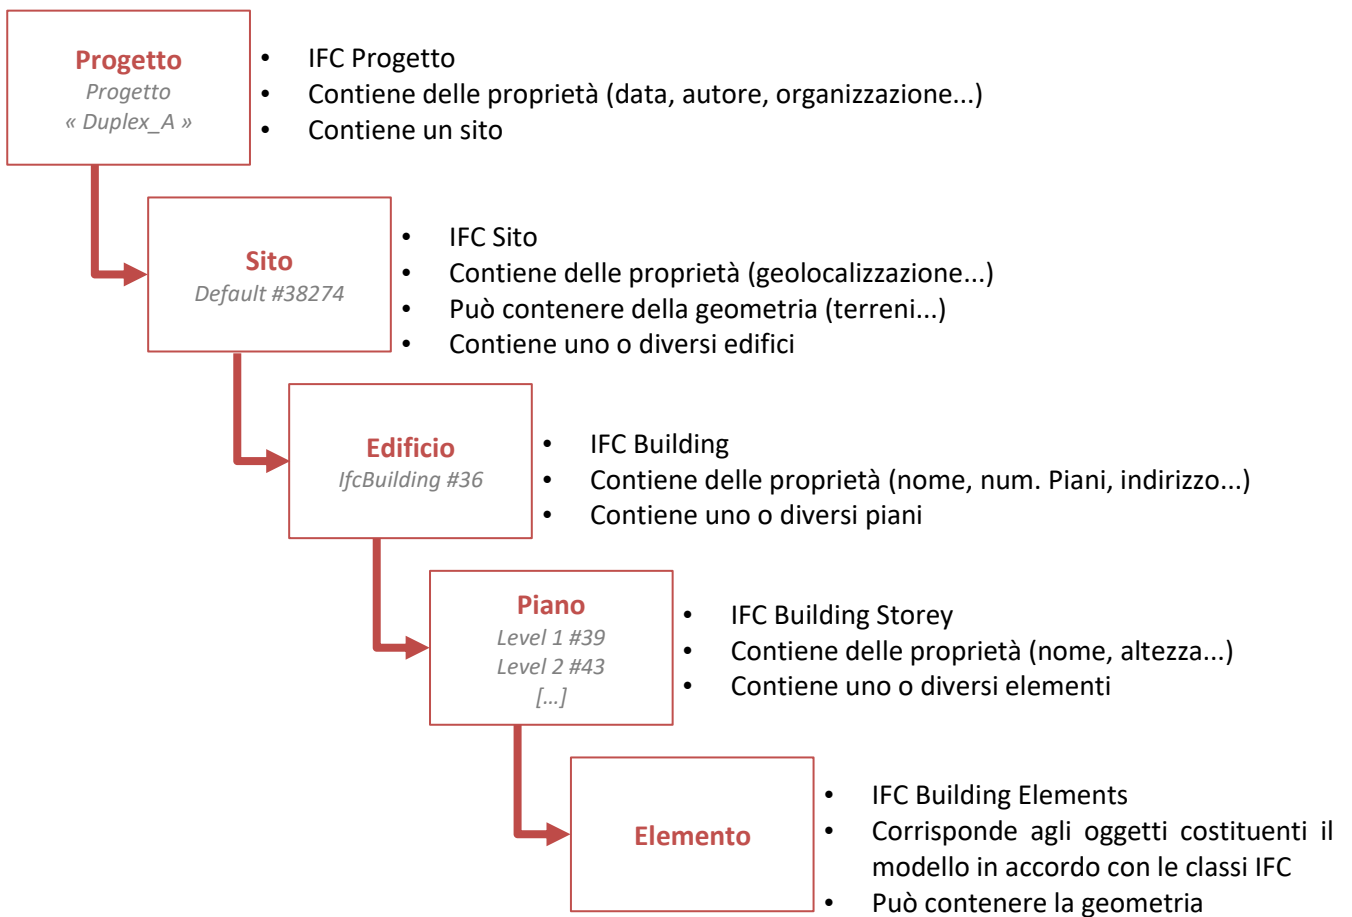 Progetto
Progetto
« Duplex_A »
• IFC Progetto
• Contiene delle proprietà (data, autore, organizzazione...)
• Contiene un sito
Sito
Default #38274
• IFC Sito
• Contiene delle proprietà (geolocalizzazione...)
• Può contenere della geometria (terreni...)
• Contiene uno o diversi edifici
Edificio
IfcBuilding #36
• IFC Building
• Contiene delle proprietà (nome, num. Piani, indirizzo...)
• Contiene uno o diversi piani
Piano
Level 1 #39
Level 2 #43
[...]
• IFC Building Storey
• Contiene delle proprietà (nome, altezza...)
• Contiene uno o diversi elementi
Elemento
• IFC Building Elements
• Corrisponde agli oggetti costituenti il
modello in accordo con le classi IFC
• Può contenere la geometria